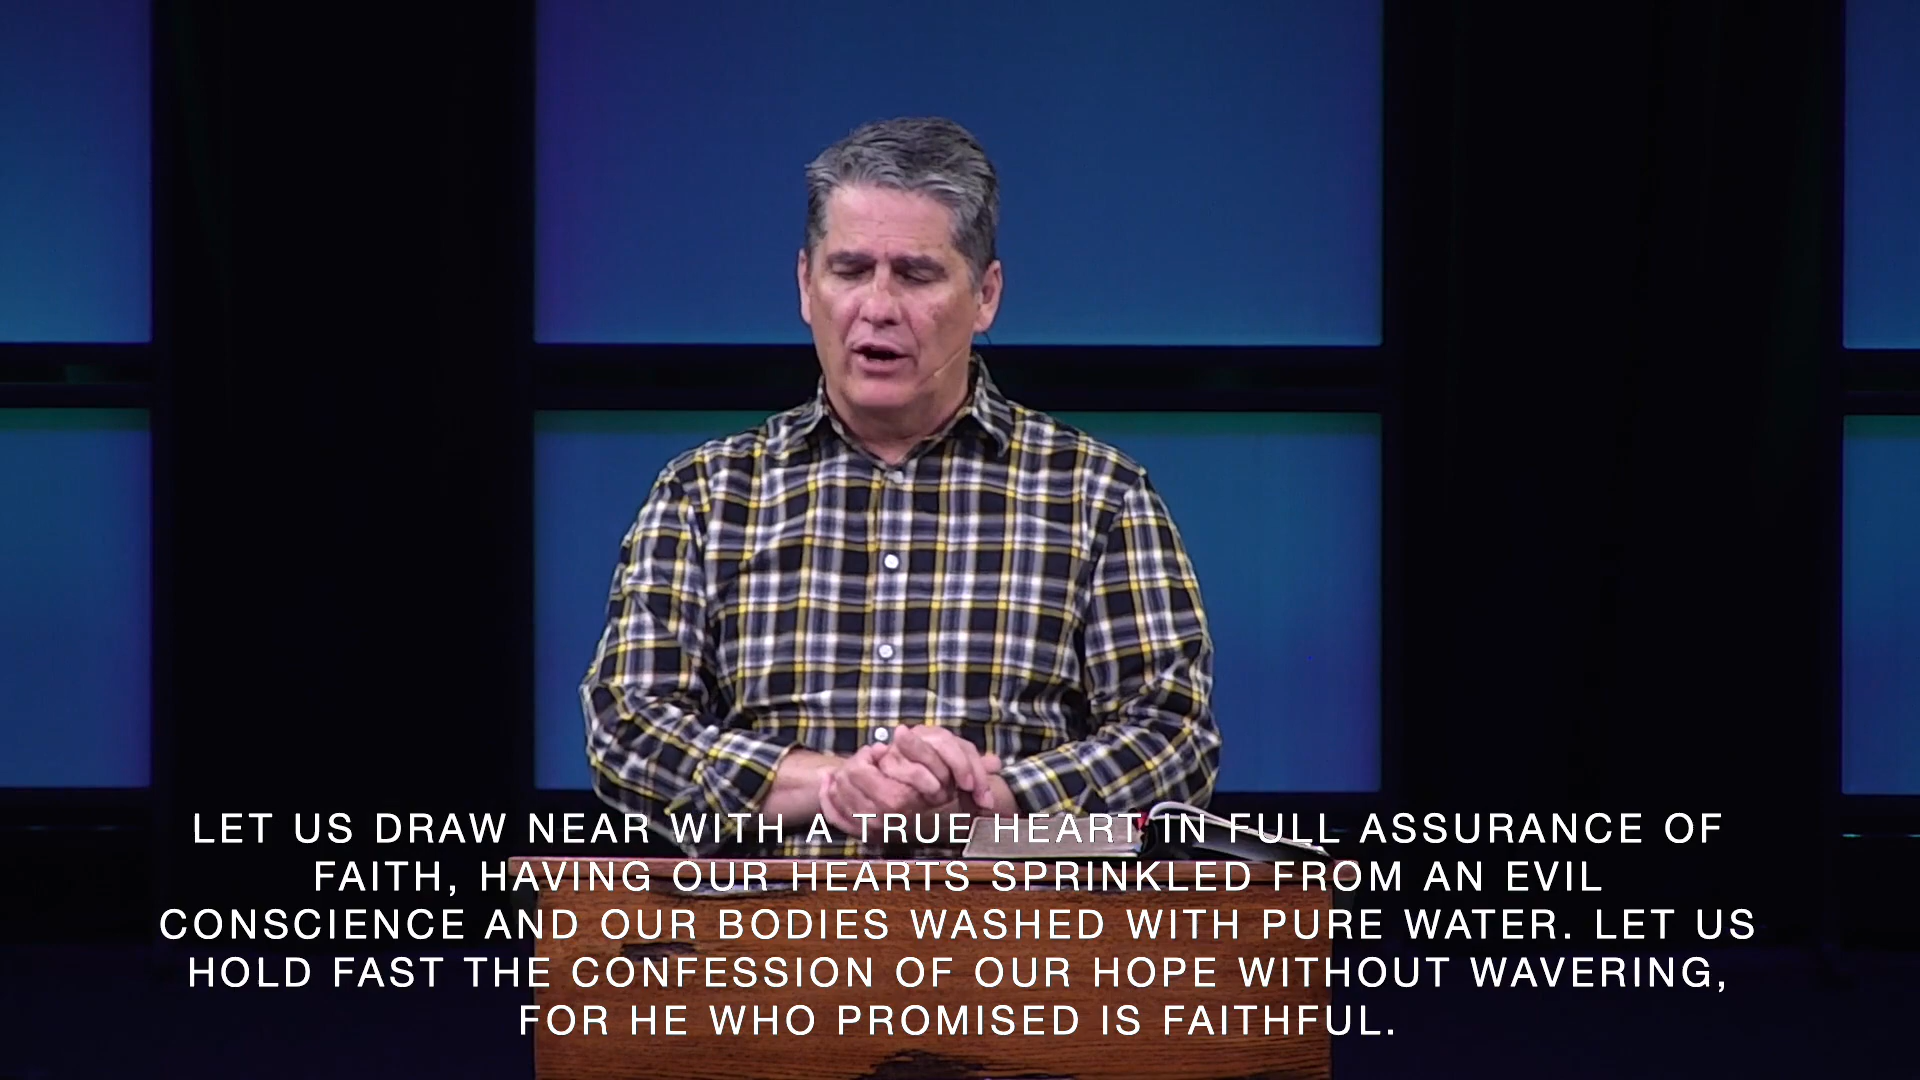 LET US DRAW NEAR WITH A TRUE HEART IN FULL ASSURANCE OF
FAITH, HAVING OUR HEARTS SPRINKLED FROM AN EVIL
CONSCIENCE AND OUR BODIES WASHED WITH PURE WATER. LET US
HOLD FAST THE CONFESSION OF OUR HOPE WITHOUT WAVERING,
FOR HE WHO PROMISED IS FAITHFUL.